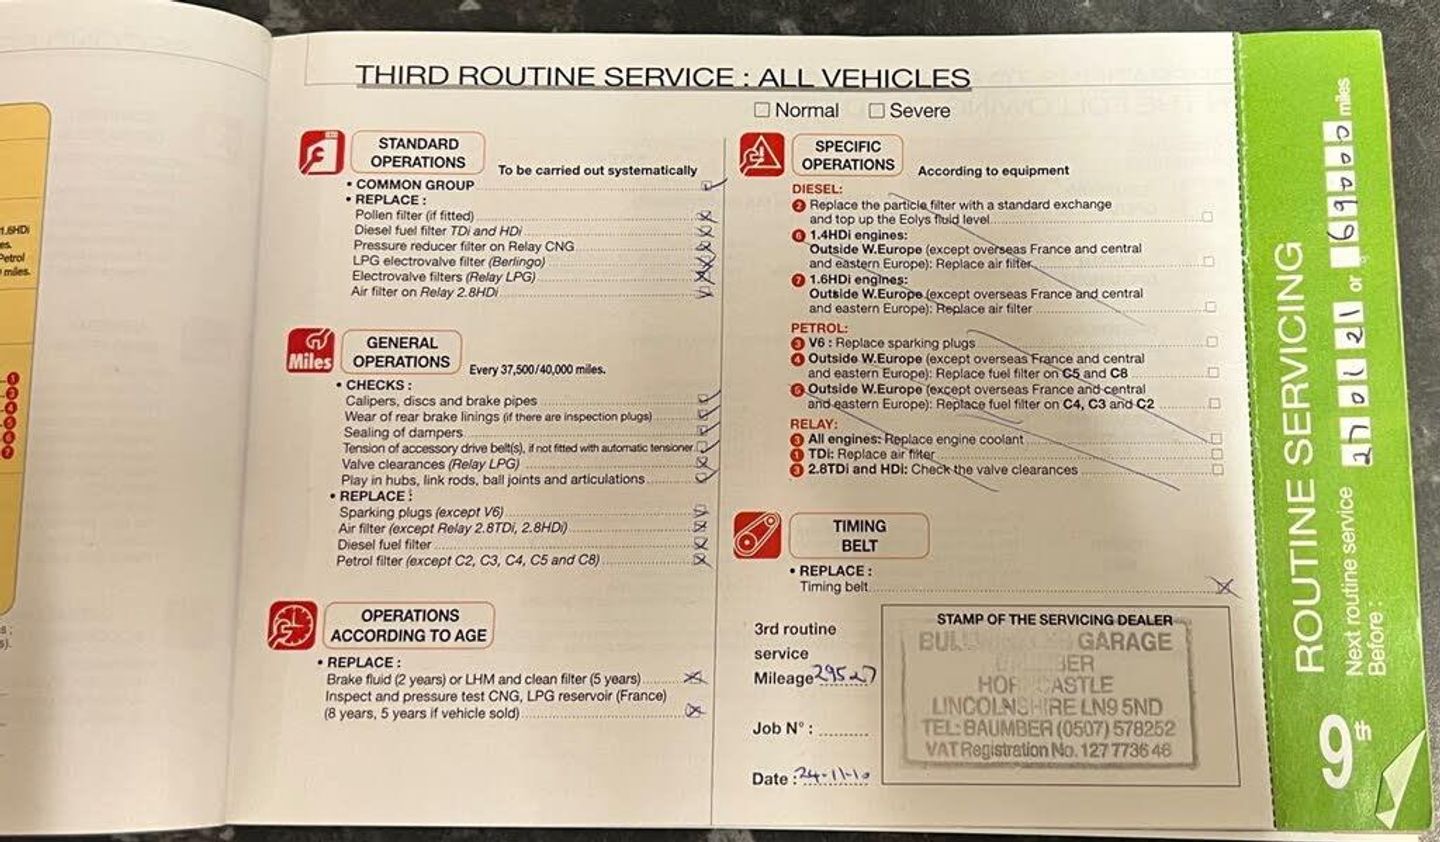 THIRD ROUTINE SERVICE : ALL VEHICLES
Normal Severe
STANDARD
OPERATIONS
To be carried out systematically
• COMMON GROUP
• REPLACE :
Pollen filter (if fitted)
Diesel fuel filter TDi and HDi
Pressure reducer filter on Relay CNG
LPG electrovalve filter (Berlingo)
Electrovalve filters (Relay LPG)
Air filter on Relay 2.8HDi
Miles
GENERAL
OPERATIONS
Every 37,500/40,000 miles.
• CHECKS :
Calipers, discs and brake pipes
Wear of rear brake linings (if there are inspection plugs)
Sealing of dampers
Tension of accessory drive belt(s), if not fitted with automatic tensioner
Valve clearances (Relay LPG)
Play in hubs, link rods, ball joints and articulations
• REPLACE :
Sparking plugs (except V6)
Air filter (except Relay 2.8TDi, 2.8HDi)
Diesel fuel filter
Petrol filter (except C2, C3, C4, C5 and C8)
OPERATIONS
ACCORDING TO AGE
• REPLACE :
Brake fluid (2 years) or LHM and clean filter (5 years)
Inspect and pressure test CNG, LPG reservoir (France)
(8 years, 5 years if vehicle sold)
SPECIFIC
OPERATIONS
According to equipment
DIESEL:
2 Replace the particle filter with a standard exchange
and top up the Eolys fluid level
6 1.4HDi engines:
Outside W.Europe (except overseas France and central
and eastern Europe): Replace air filter
7 1.6HDi engines:
Outside W.Europe (except overseas France and central
and eastern Europe): Replace air filter
PETROL:
3 V6 : Replace sparking plugs
4 Outside W.Europe (except overseas France and central
and eastern Europe): Replace fuel filter on C5 and C8
5 Outside W.Europe (except overseas France and central
and eastern Europe): Replace fuel filter on C4, C3 and C2
RELAY:
3 All engines: Replace engine coolant
1 TDi: Replace air filter
3 2.8TDi and HDi: Check the valve clearances
TIMING
BELT
• REPLACE :
Timing belt
3rd routine
service
Mileage 29527
Job N° :
Date : 24-11-10
STAMP OF THE SERVICING DEALER
GARAGE
HORNCASTLE
LINCOLNSHIRE LN9 5ND
TEL: BAUMBER (0507) 578252
VAT Registration No. 127 7736 46
ROUTINE SERVICING
Next routine service
Before : 27 01 21 or 69000 miles
9th
1.6HDi
es.
Petrol
miles.
1
3
4
5
6
7